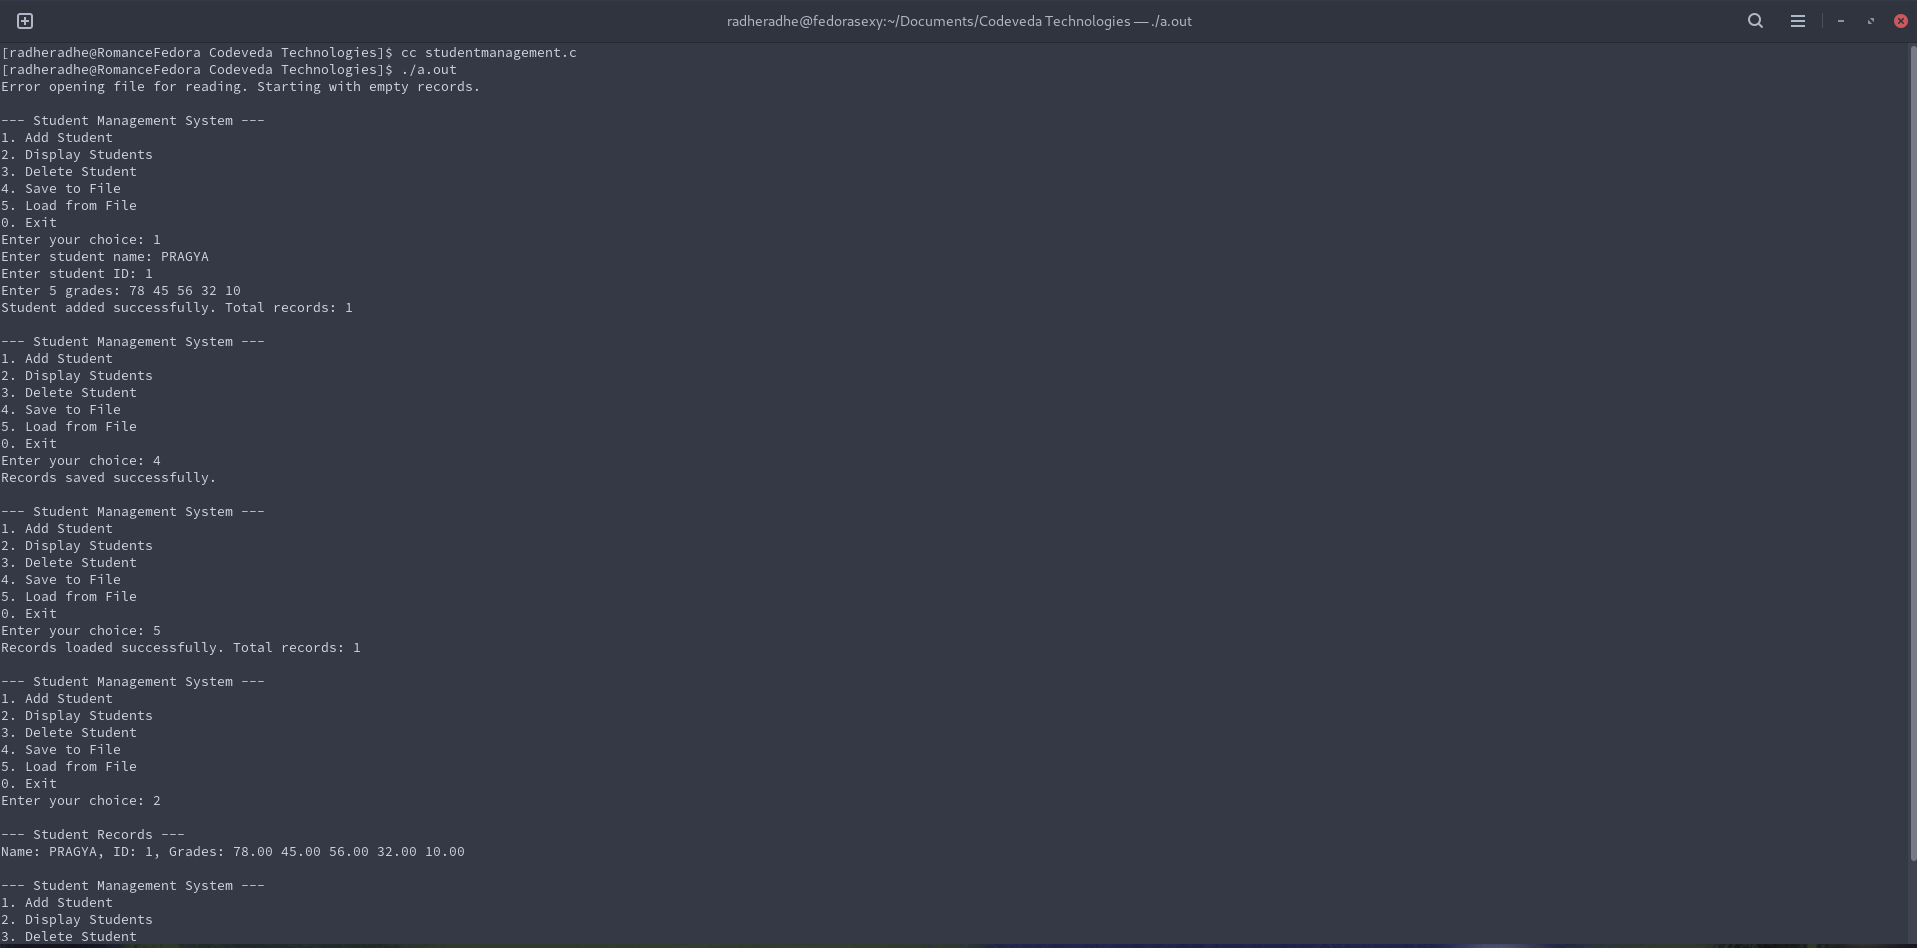 radheradhe@fedorasexy:~/Documents/Codeveda Technologies — ./a.out
[radheradhe@RomanceFedora Codeveda Technologies]$ cc studentmanagement.c
[radheradhe@RomanceFedora Codeveda Technologies]$ ./a.out
Error opening file for reading. Starting with empty records.

--- Student Management System ---
1. Add Student
2. Display Students
3. Delete Student
4. Save to File
5. Load from File
0. Exit
Enter your choice: 1
Enter student name: PRAGYA
Enter student ID: 1
Enter 5 grades: 78 45 56 32 10
Student added successfully. Total records: 1

--- Student Management System ---
1. Add Student
2. Display Students
3. Delete Student
4. Save to File
5. Load from File
0. Exit
Enter your choice: 4
Records saved successfully.

--- Student Management System ---
1. Add Student
2. Display Students
3. Delete Student
4. Save to File
5. Load from File
0. Exit
Enter your choice: 5
Records loaded successfully. Total records: 1

--- Student Management System ---
1. Add Student
2. Display Students
3. Delete Student
4. Save to File
5. Load from File
0. Exit
Enter your choice: 2

--- Student Records ---
Name: PRAGYA, ID: 1, Grades: 78.00 45.00 56.00 32.00 10.00

--- Student Management System ---
1. Add Student
2. Display Students
3. Delete Student